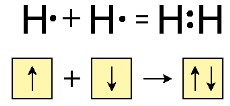 H• + H• = H:H
↑ + ↓ → ↑↓